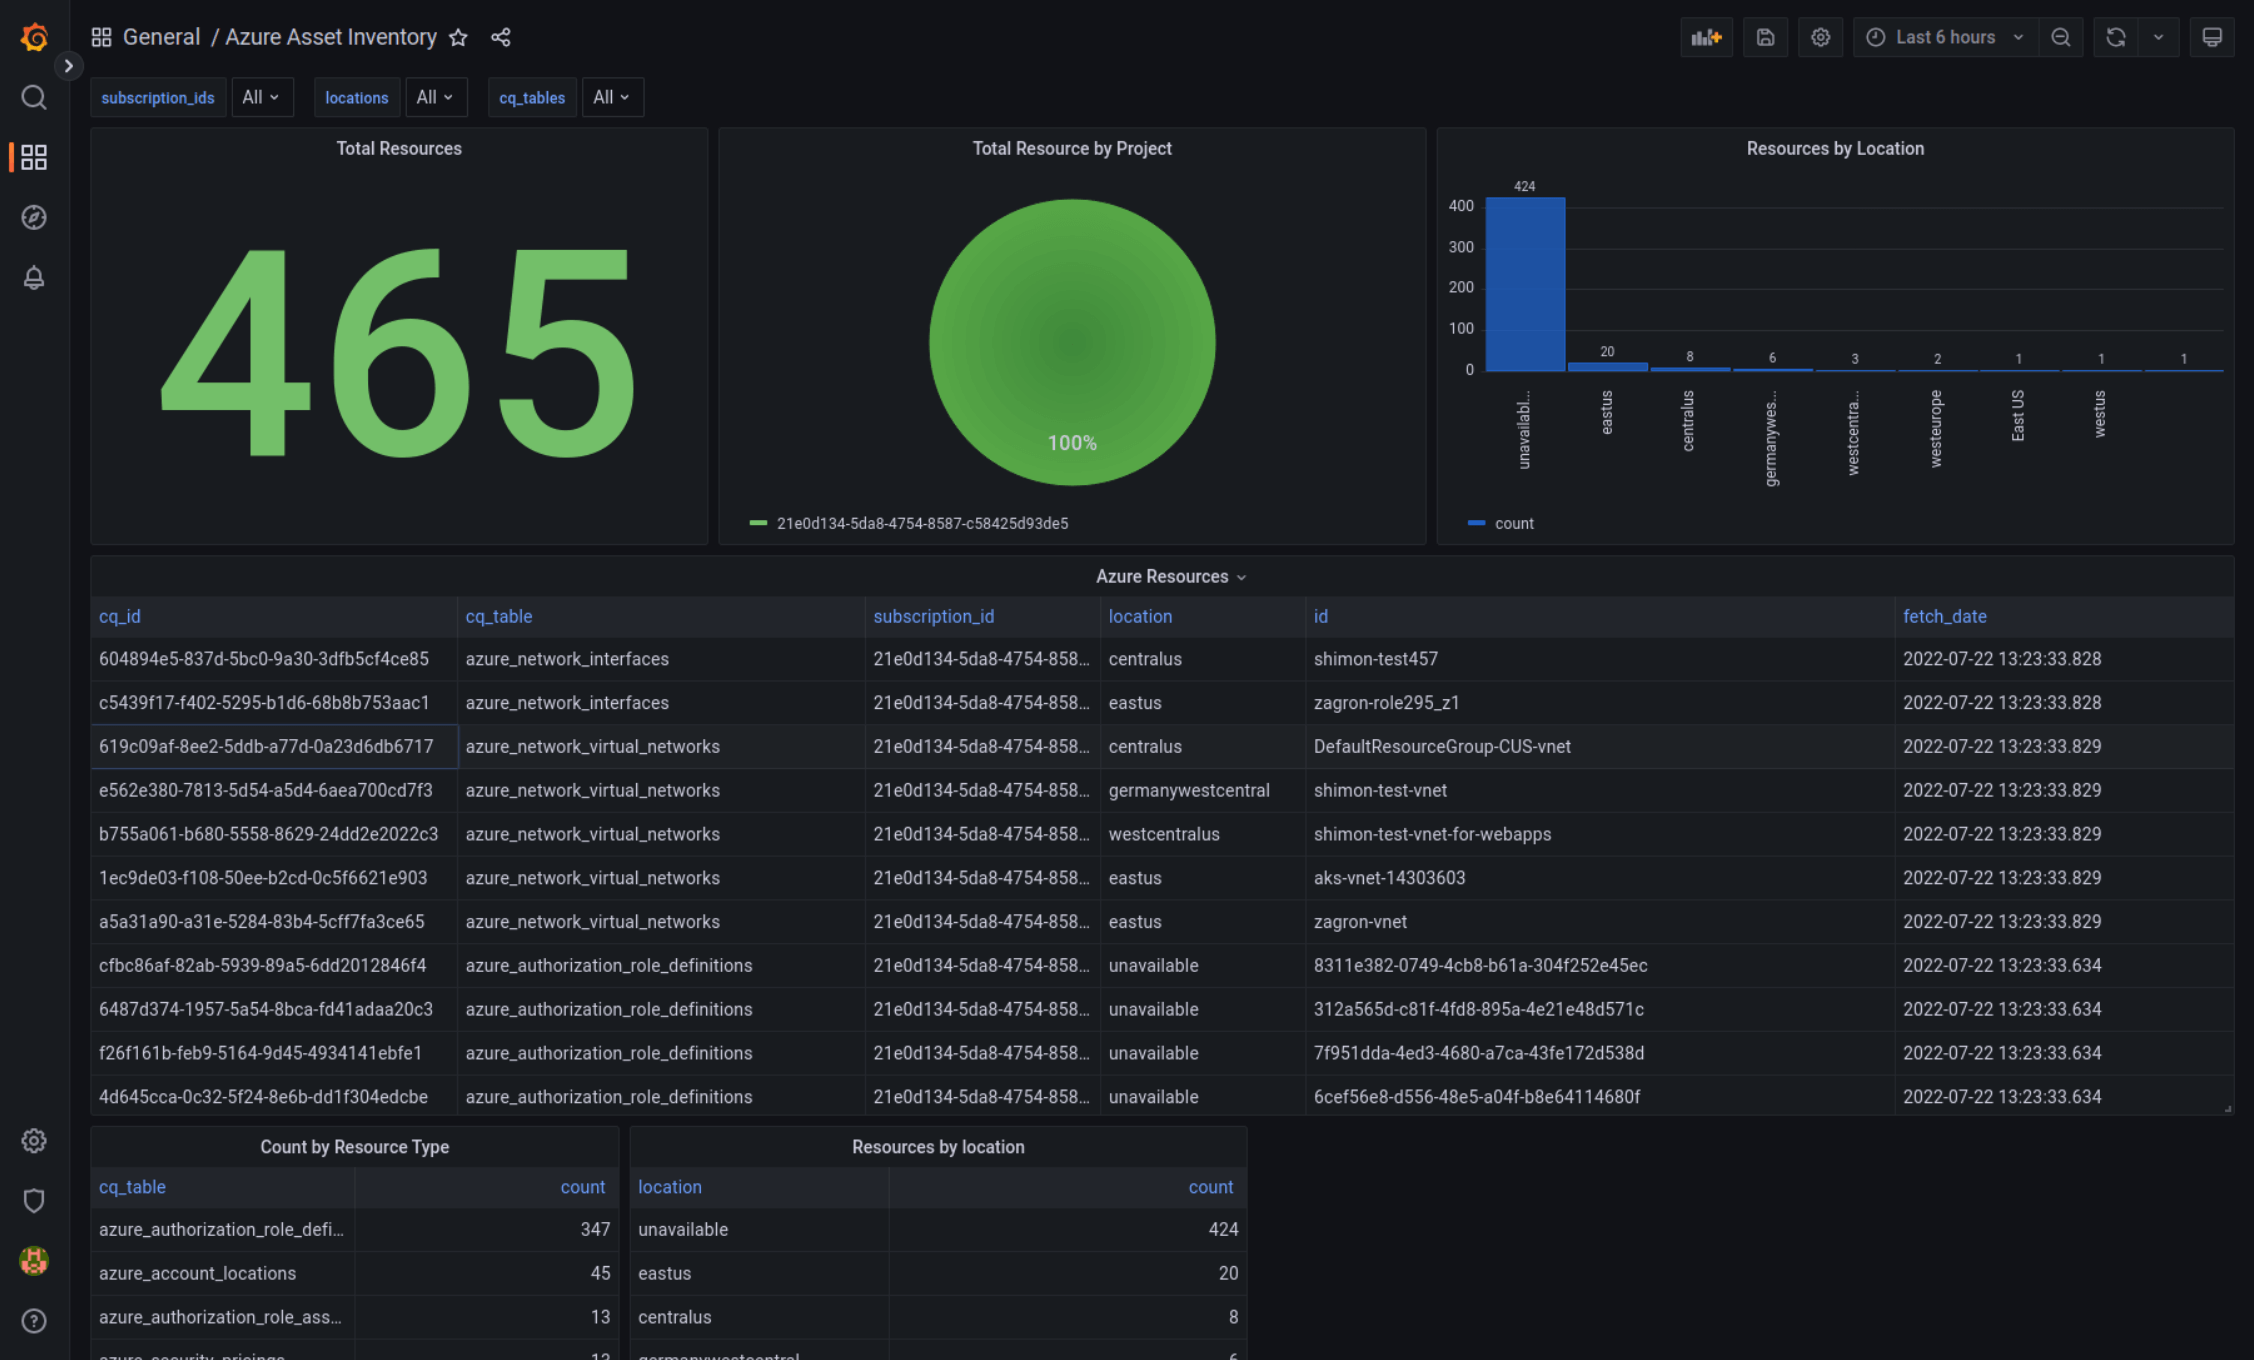 General / Azure Asset Inventory
Last 6 hours
subscription_ids All locations All cq_tables All
Total Resources
465
Total Resource by Project
100%
21e0d134-5da8-4754-8587-c58425d93de5
Resources by Location
400
300
200
100
0
424 20 8 6 3 2 1 1 1
unavailabl... eastus centralus germanywes... westcentra... westeurope East US westus
count
Azure Resources
cq_id cq_table subscription_id location id fetch_date
604894e5-837d-5bc0-9a30-3dfb5cf4ce85 azure_network_interfaces 21e0d134-5da8-4754-858... centralus shimon-test457 2022-07-22 13:23:33.828
c5439f17-f402-5295-b1d6-68b8b753aac1 azure_network_interfaces 21e0d134-5da8-4754-858... eastus zagron-role295_z1 2022-07-22 13:23:33.828
619c09af-8ee2-5ddb-a77d-0a23d6db6717 azure_network_virtual_networks 21e0d134-5da8-4754-858... centralus DefaultResourceGroup-CUS-vnet 2022-07-22 13:23:33.829
e562e380-7813-5d54-a5d4-6aea700cd7f3 azure_network_virtual_networks 21e0d134-5da8-4754-858... germanywestcentral shimon-test-vnet 2022-07-22 13:23:33.829
b755a061-b680-5558-8629-24dd2e2022c3 azure_network_virtual_networks 21e0d134-5da8-4754-858... westcentralus shimon-test-vnet-for-webapps 2022-07-22 13:23:33.829
1ec9de03-f108-50ee-b2cd-0c5f6621e903 azure_network_virtual_networks 21e0d134-5da8-4754-858... eastus aks-vnet-14303603 2022-07-22 13:23:33.829
a5a31a90-a31e-5284-83b4-5cff7fa3ce65 azure_network_virtual_networks 21e0d134-5da8-4754-858... eastus zagron-vnet 2022-07-22 13:23:33.829
cfbc86af-82ab-5939-89a5-6dd2012846f4 azure_authorization_role_definitions 21e0d134-5da8-4754-858... unavailable 8311e382-0749-4cb8-b61a-304f252e45ec 2022-07-22 13:23:33.634
6487d374-1957-5a54-8bca-fd41adaa20c3 azure_authorization_role_definitions 21e0d134-5da8-4754-858... unavailable 312a565d-c81f-4fd8-895a-4e21e48d571c 2022-07-22 13:23:33.634
f26f161b-feb9-5164-9d45-4934141ebfe1 azure_authorization_role_definitions 21e0d134-5da8-4754-858... unavailable 7f951dda-4ed3-4680-a7ca-43fe172d538d 2022-07-22 13:23:33.634
4d645cca-0c32-5f24-8e6b-dd1f304edcbe azure_authorization_role_definitions 21e0d134-5da8-4754-858... unavailable 6cef56e8-d556-48e5-a04f-b8e64114680f 2022-07-22 13:23:33.634
Count by Resource Type
cq_table count
azure_authorization_role_defi... 347
azure_account_locations 45
azure_authorization_role_ass... 13
azure_security_pricings 13
Resources by location
location count
unavailable 424
eastus 20
centralus 8
germanywestcentral 6